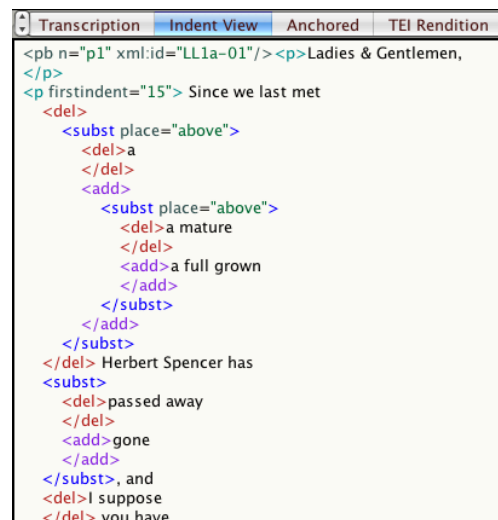 Transcription Indent View Anchored TEI Rendition
<pb n="p1" xml:id="LL1a-01"/><p>Ladies & Gentlemen,
</p>
<p firstindent="15"> Since we last met
<del>
<subst place="above">
<del>a
</del>
<add>
<subst place="above">
<del>a mature
</del>
<add>a full grown
</add>
</subst>
</add>
</subst>
</del> Herbert Spencer has
<subst>
<del>passed away
</del>
<add>gone
</add>
</subst>, and
<del>I suppose
</del> you have